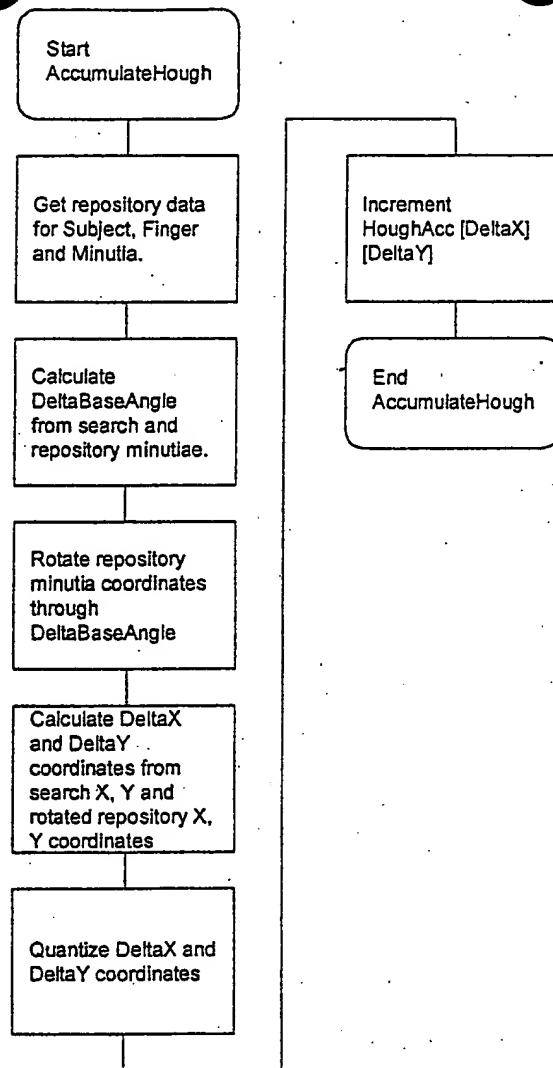 Start
AccumulateHough
Get repository data
for Subject, Finger
and Minutia.
Calculate
DeltaBaseAngle
from search and
repository minutiae.
Rotate repository
minutia coordinates
through
DeltaBaseAngle
Calculate DeltaX
and DeltaY
coordinates from
search X, Y and
rotated repository X,
Y coordinates
Quantize DeltaX and
DeltaY coordinates
Increment
HoughAcc [DeltaX]
[DeltaY]
End
AccumulateHough